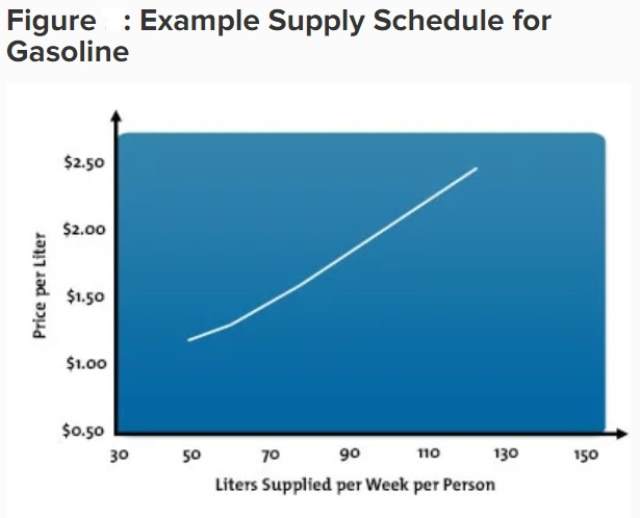 Figure : Example Supply Schedule for
Gasoline
$2.50
$2.00
$1.50
$1.00
$0.50
Price per Liter
30 50 70 90 110 130 150
Liters Supplied per Week per Person